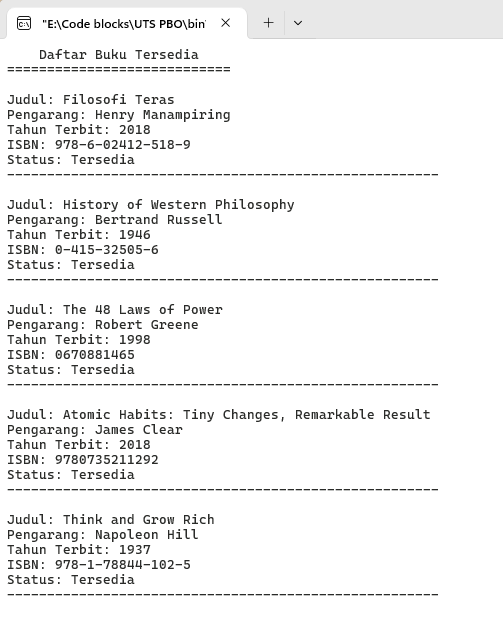 "E:\Code blocks\UTS PBO\bin
Daftar Buku Tersedia
============================
Judul: Filosofi Teras
Pengarang: Henry Manampiring
Tahun Terbit: 2018
ISBN: 978-6-02412-518-9
Status: Tersedia
------------------------------------------------------
Judul: History of Western Philosophy
Pengarang: Bertrand Russell
Tahun Terbit: 1946
ISBN: 0-415-32505-6
Status: Tersedia
------------------------------------------------------
Judul: The 48 Laws of Power
Pengarang: Robert Greene
Tahun Terbit: 1998
ISBN: 0670881465
Status: Tersedia
------------------------------------------------------
Judul: Atomic Habits: Tiny Changes, Remarkable Result
Pengarang: James Clear
Tahun Terbit: 2018
ISBN: 9780735211292
Status: Tersedia
------------------------------------------------------
Judul: Think and Grow Rich
Pengarang: Napoleon Hill
Tahun Terbit: 1937
ISBN: 978-1-78844-102-5
Status: Tersedia
------------------------------------------------------